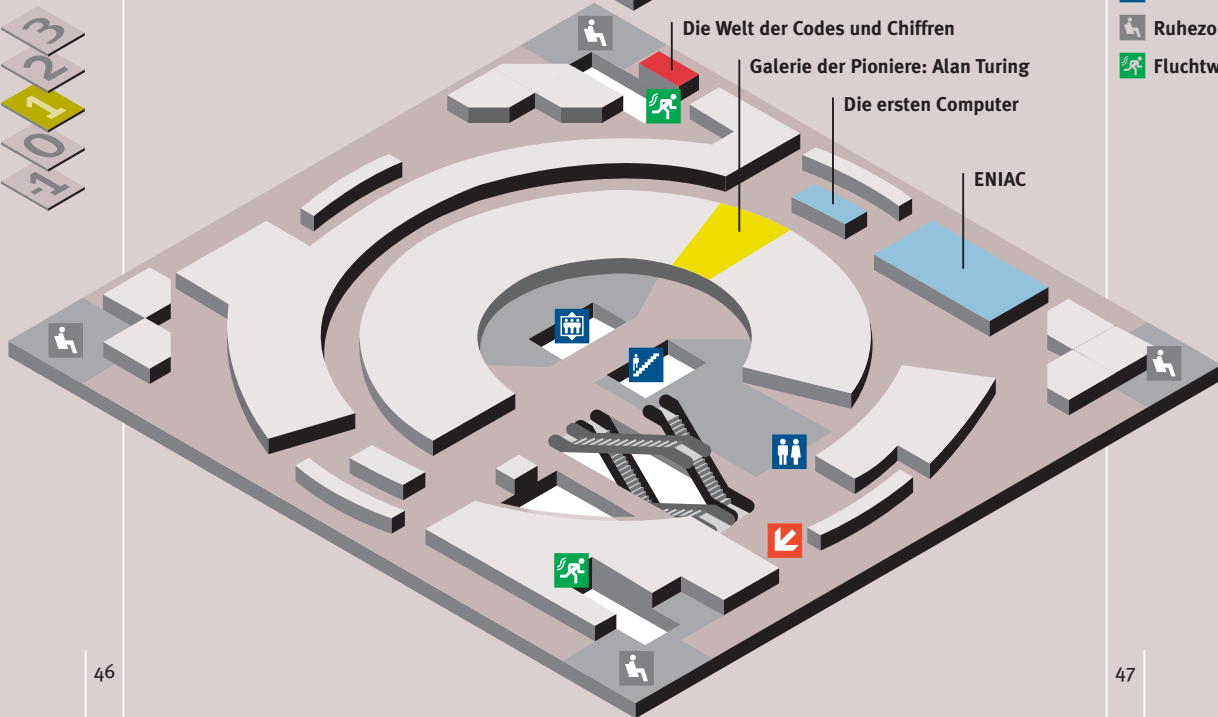 3
2
1
0
-1
Die Welt der Codes und Chiffren
Galerie der Pioniere: Alan Turing
Die ersten Computer
ENIAC
Ruhezo
Fluchtw
46
47